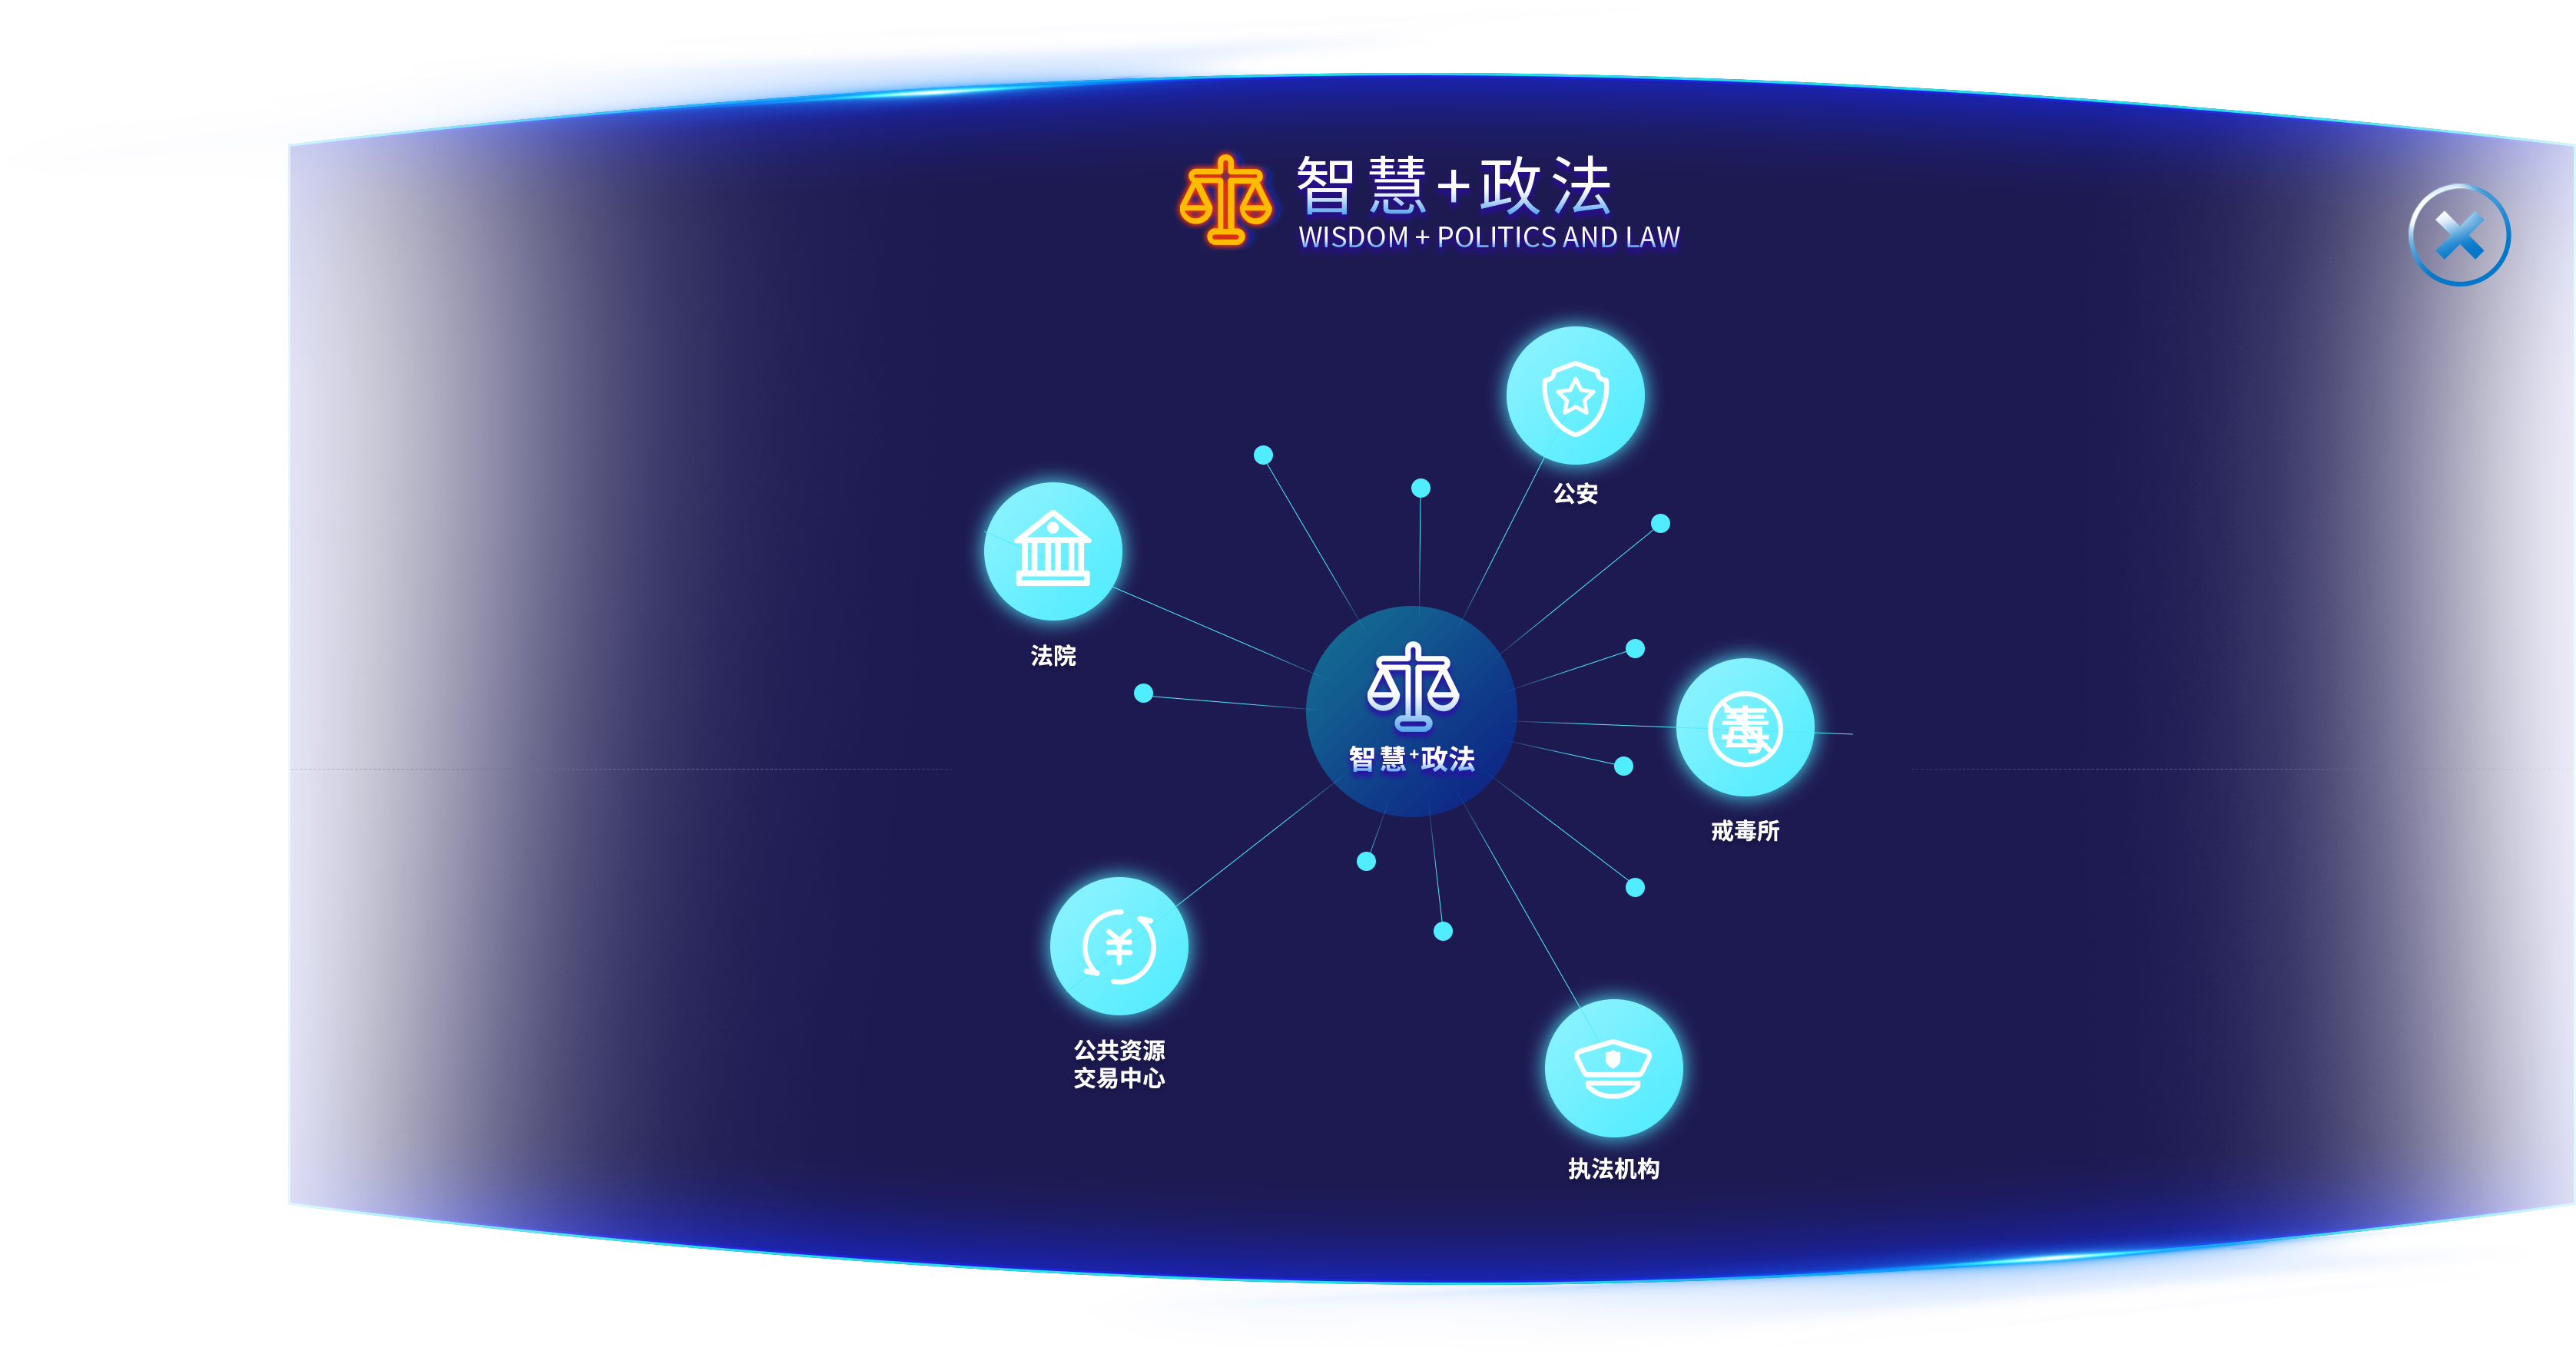 智慧+政法
WISDOM + POLITICS AND LAW
公安
法院
毒
智慧+政法
戒毒所
¥
公共资源
交易中心
执法机构